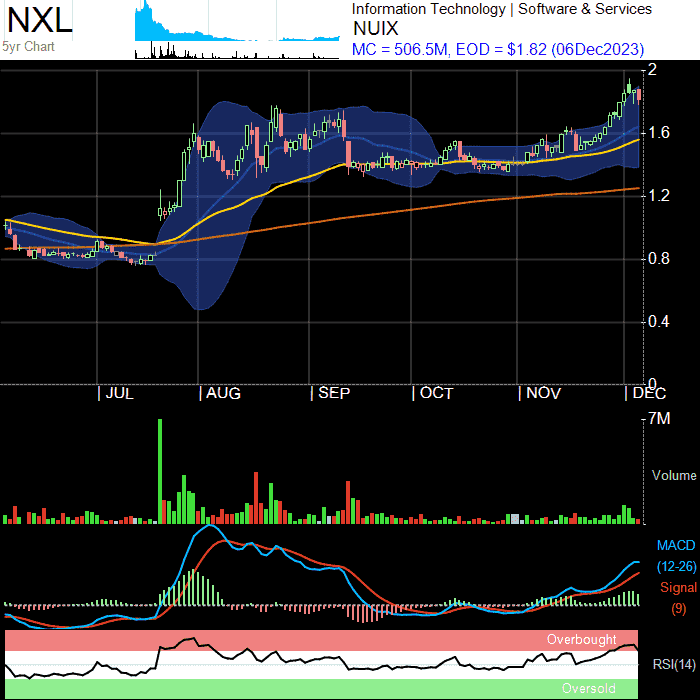 NXL
5yr Chart
Information Technology | Software & Services
NUIX
MC = 506.5M, EOD = $1.82 (06Dec2023)
2
1.6
1.2
0.8
0.4
0
| JUL | AUG | SEP | OCT | NOV | DEC
7M
Volume
MACD
(12-26)
Signal
(9)
Overbought
RSI(14)
Oversold